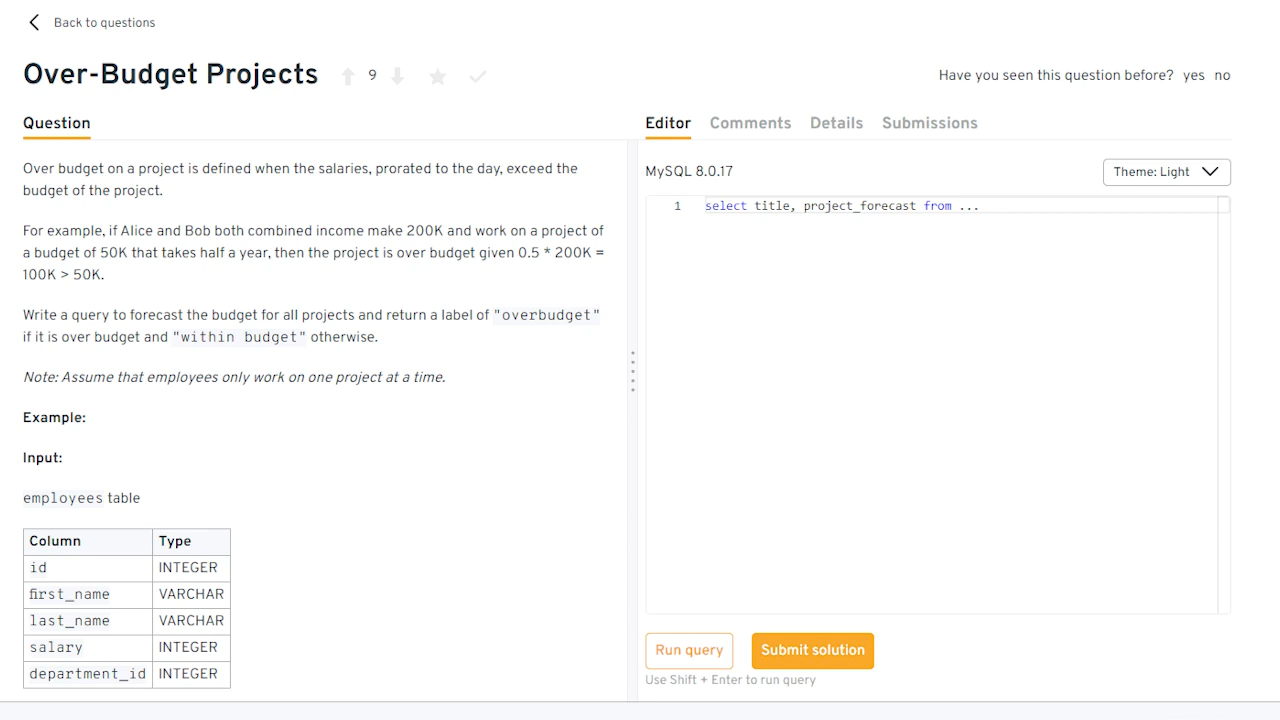 Back to questions
Over-Budget Projects
9
Have you seen this question before? yes no
Question
Editor Comments Details Submissions
Over budget on a project is defined when the salaries, prorated to the day, exceed the
budget of the project.
For example, if Alice and Bob both combined income make 200K and work on a project of
a budget of 50K that takes half a year, then the project is over budget given 0.5 * 200K =
100K > 50K.
Write a query to forecast the budget for all projects and return a label of "overbudget"
if it is over budget and "within budget" otherwise.
Note: Assume that employees only work on one project at a time.
Example:
Input:
employees table
Column Type
id INTEGER
first_name VARCHAR
last_name VARCHAR
salary INTEGER
department_id INTEGER
MySQL 8.0.17
Theme: Light
1 select title, project_forecast from ...
Run query Submit solution
Use Shift + Enter to run query